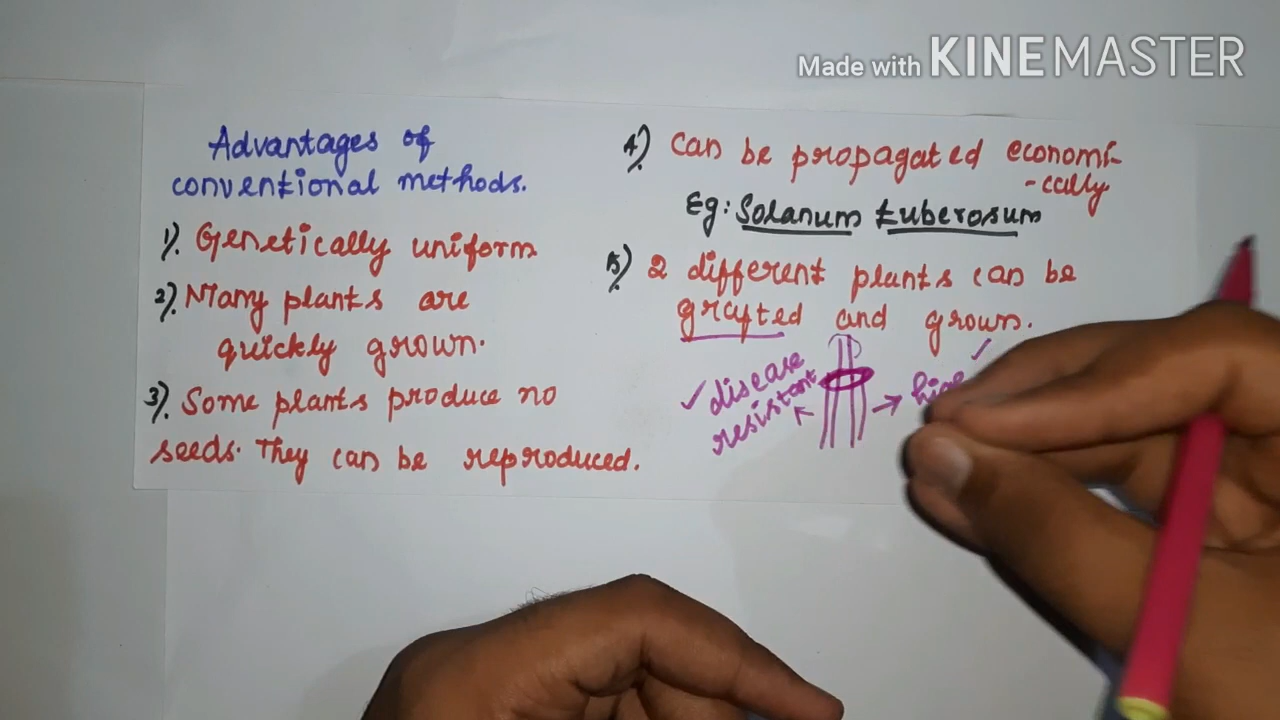 Made with KINEMASTER
Advantages of
conventional methods.
1). Genetically uniform
2). Many plants are
quickly grown.
3). Some plants produce no
seeds. They can be reproduced.
4). can be propagated economi-
-cally
Eg: Solanum tuberosum
5). 2 different plants can be
grafted and grown.
disease
resistant